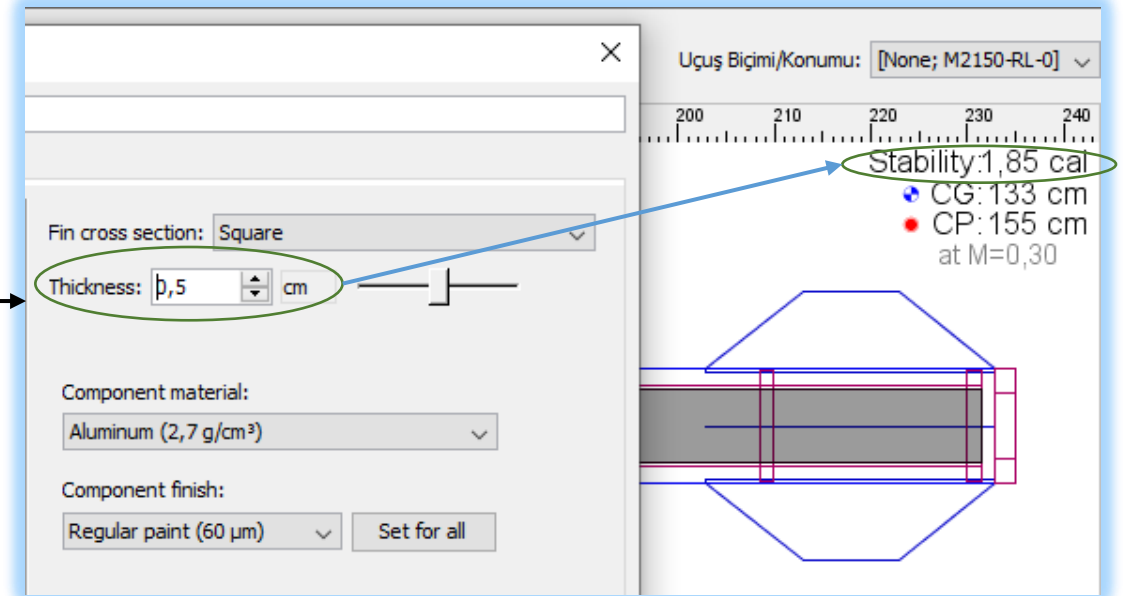 Uçuş Biçimi/Konumu: [None; M2150-RL-0]
200 210 220 230 240
Stability:1,85 cal
CG:133 cm
CP:155 cm
at M=0,30
Fin cross section: Square
Thickness: 0,5 cm
Component material:
Aluminum (2,7 g/cm³)
Component finish:
Regular paint (60 µm) Set for all